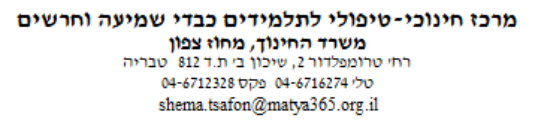 מרכז חינוכי-טיפולי לתלמידים כבדי שמיעה וחרשים
משרד החינוך, מחוז צפון
רח׳ טרומפלדור 2, שיכון ב׳ ת.ד 812 טבריה
טל׳ 04-6716274 פקס 04-6712328
shema.tsafon@matya365.org.il